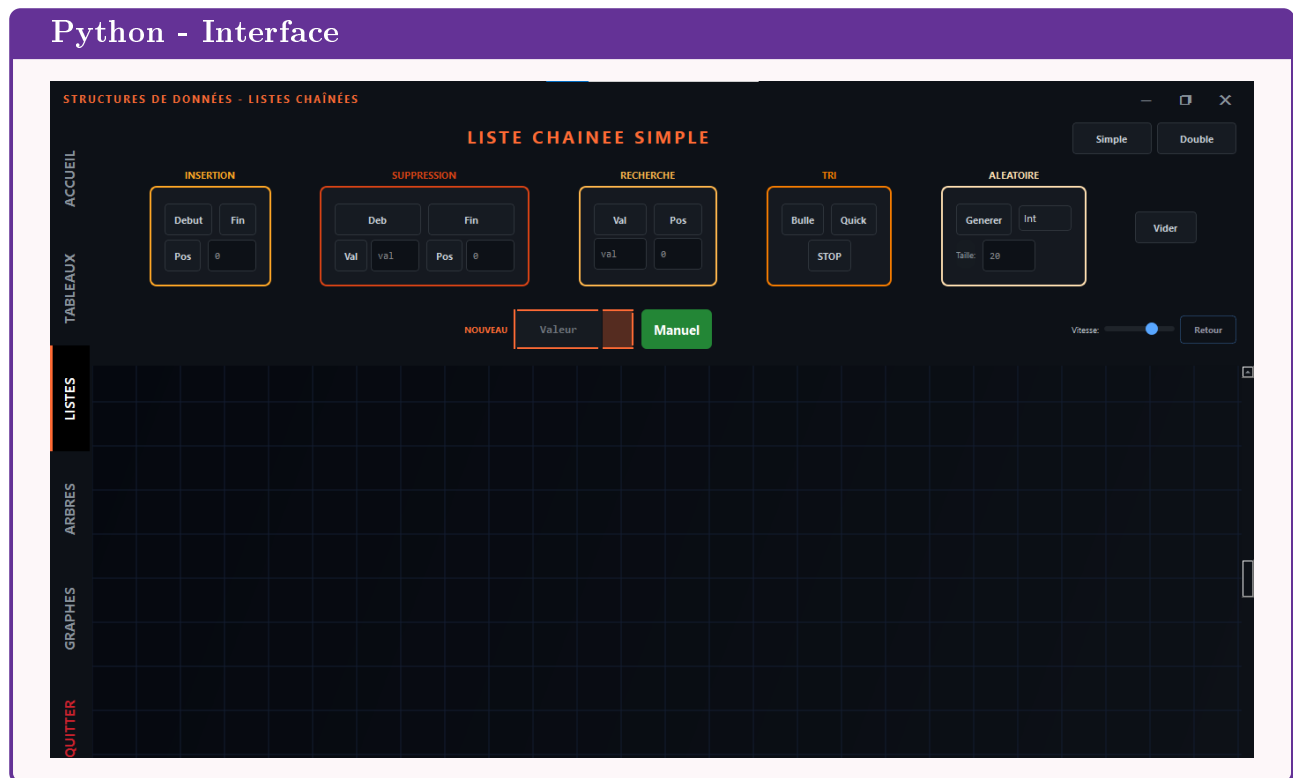 Python - Interface
STRUCTURES DE DONNÉES - LISTES CHAÎNÉES
LISTE CHAINEE SIMPLE
Simple Double
INSERTION SUPPRESSION RECHERCHE TRI ALEATOIRE
Debut Fin Deb Fin Val Pos Bulle Quick Generer Int
Vider
Pos 0 Val val Pos 0 val 0 STOP Taille: 20
NOUVEAU Valeur Manuel Vitesse: Retour
ACCUEIL
TABLEAUX
LISTES
ARBRES
GRAPHES
QUITTER